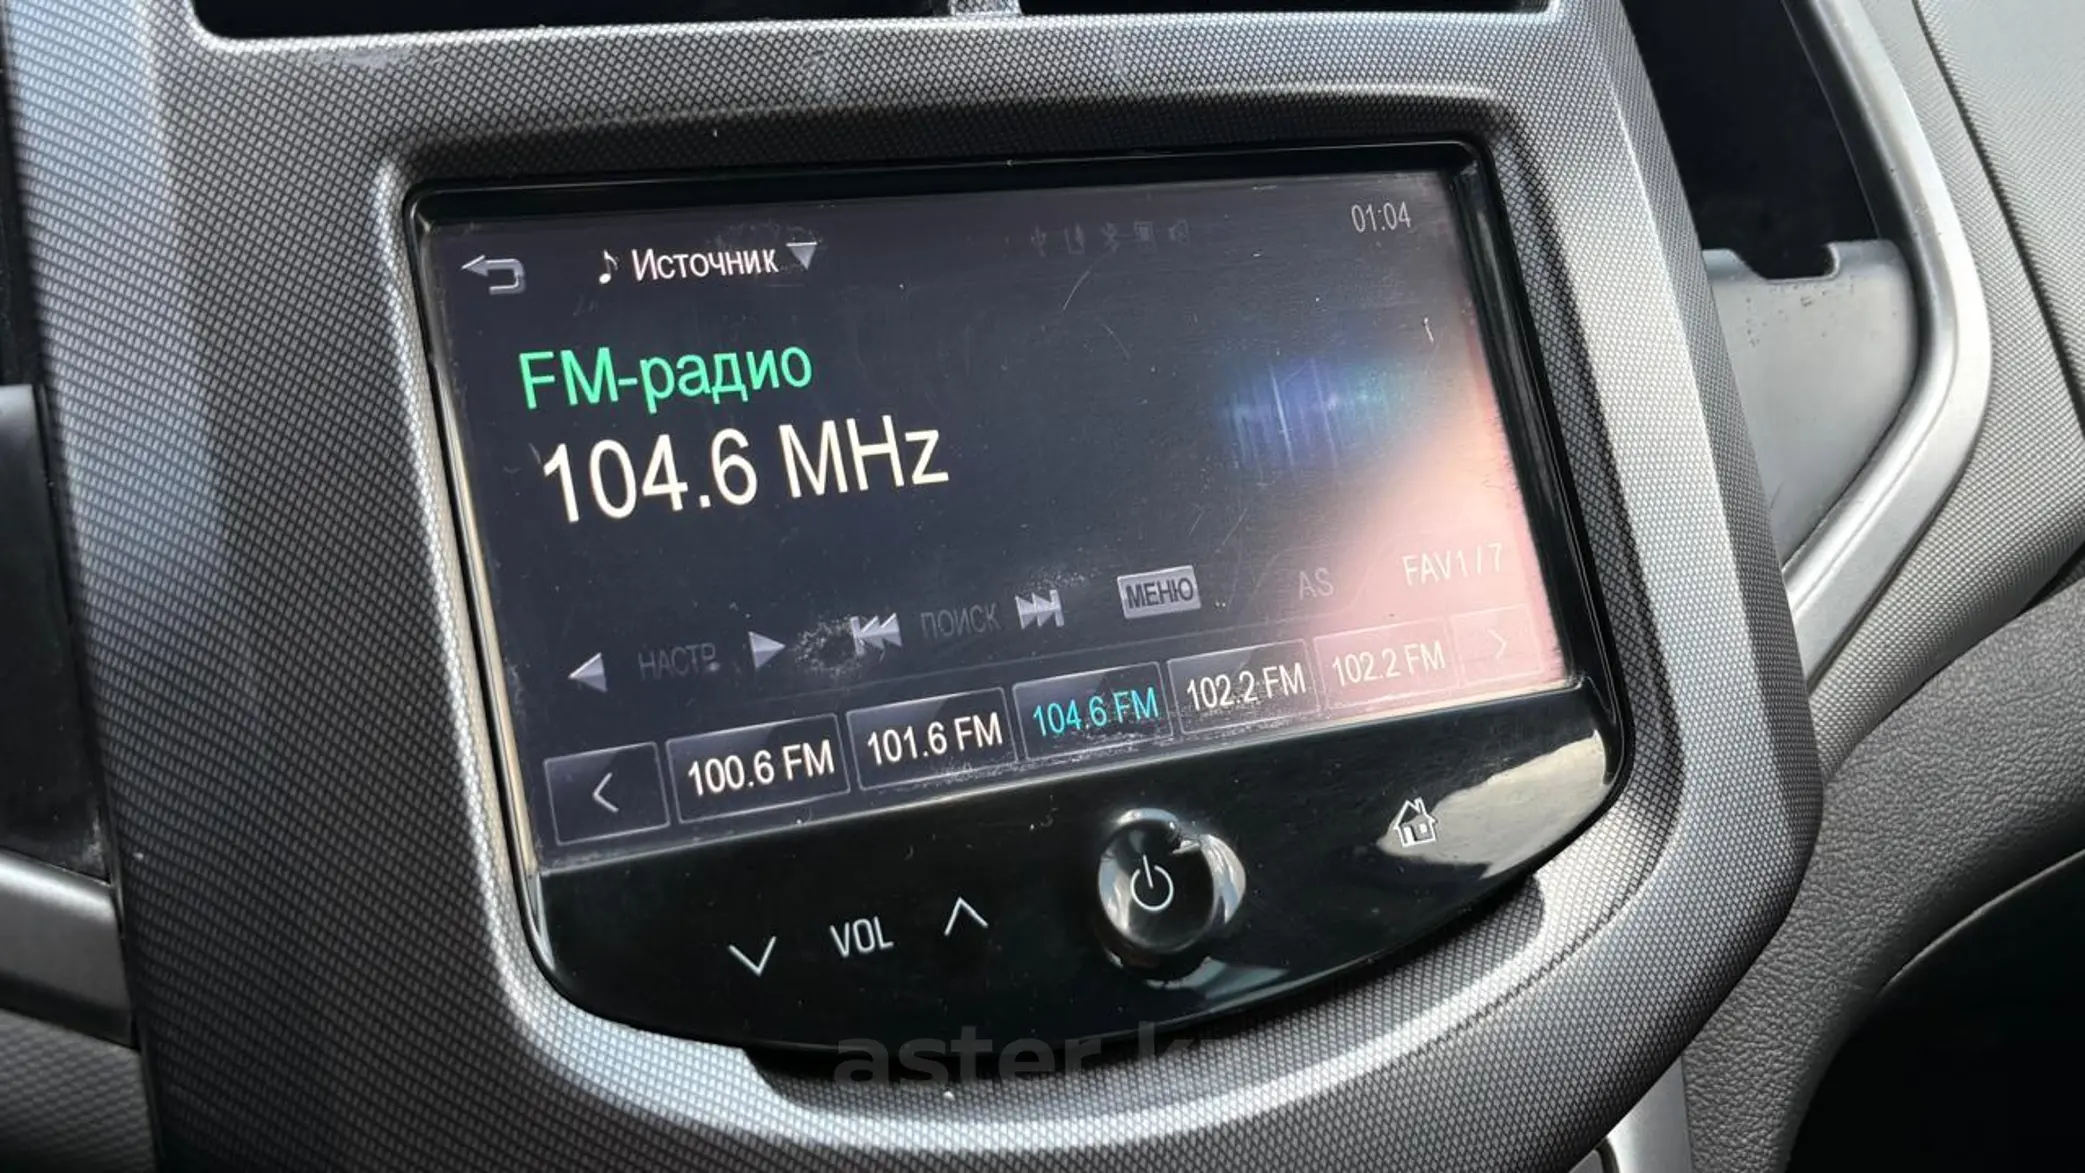 01:04
♪ Источник
FM-радио
104.6 MHz
НАСТР. ПОИСК МЕНЮ AS FAV1 / 7
< 100.6 FM 101.6 FM 104.6 FM 102.2 FM 102.2 FM >
VOL
aster.k